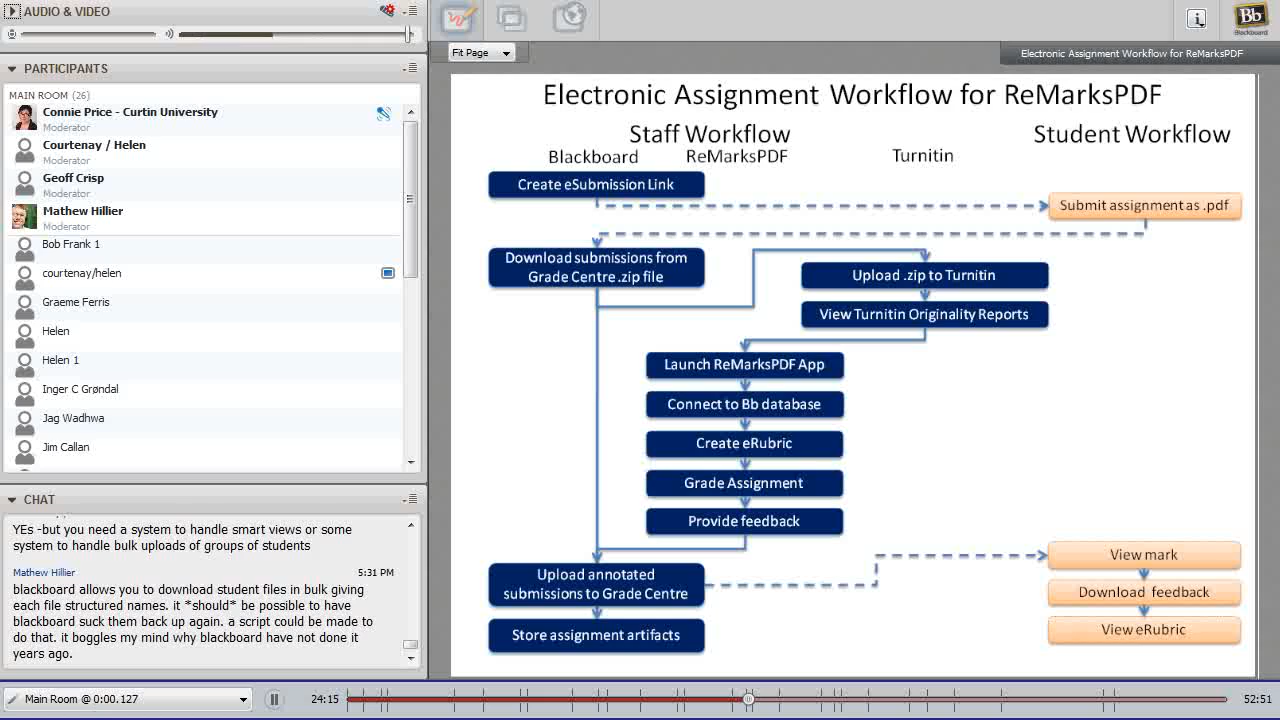 AUDIO & VIDEO
PARTICIPANTS
MAIN ROOM (26)
Connie Price - Curtin University
Moderator
Courtenay / Helen
Moderator
Geoff Crisp
Moderator
Mathew Hillier
Moderator
Bob Frank 1
courtenay/helen
Graeme Ferris
Helen
Helen 1
Inger C Grondal
Jag Wadhwa
Jim Callan
CHAT
YEh-that you need a system to handle smart views or some
system to handle bulk uploads of groups of students
Mathew Hillier 5:31 PM
blackboard allows you to download student files in bulk giving
each file structured names. it *should* be possible to have
blackboard suck them back up again. a script could be made to
do that. it boggles my mind why blackboard have not done it
years ago.
Main Room @ 0:00.127
24:15
52:51
Fit Page
i
Bb
Blackboard
Electronic Assignment Workflow for ReMarksPDF
Electronic Assignment Workflow for ReMarksPDF
Staff Workflow
Student Workflow
Blackboard
ReMarksPDF
Turnitin
Create eSubmission Link
Submit assignment as .pdf
Download submissions from
Grade Centre .zip file
Upload .zip to Turnitin
View Turnitin Originality Reports
Launch ReMarksPDF App
Connect to Bb database
Create eRubric
Grade Assignment
Provide feedback
Upload annotated
submissions to Grade Centre
Store assignment artifacts
View mark
Download feedback
View eRubric